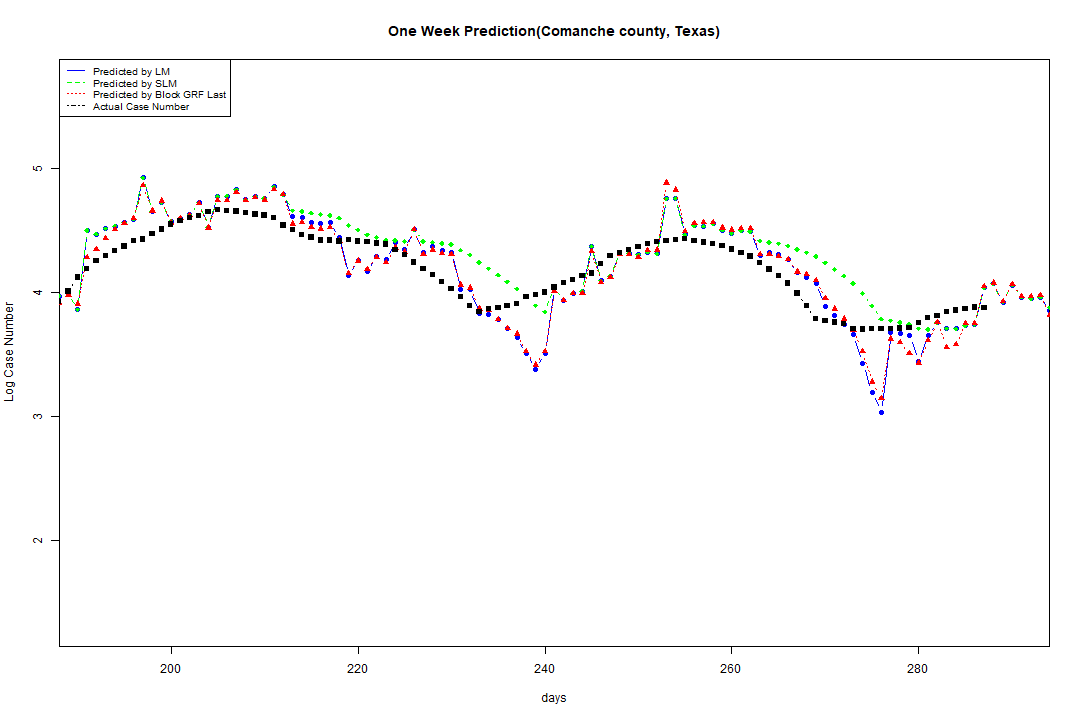 One Week Prediction(Comanche county, Texas)
Predicted by LM
Predicted by SLM
Predicted by Block GRF Last
Actual Case Number
5
4
3
2
Log Case Number
200 220 240 260 280
days